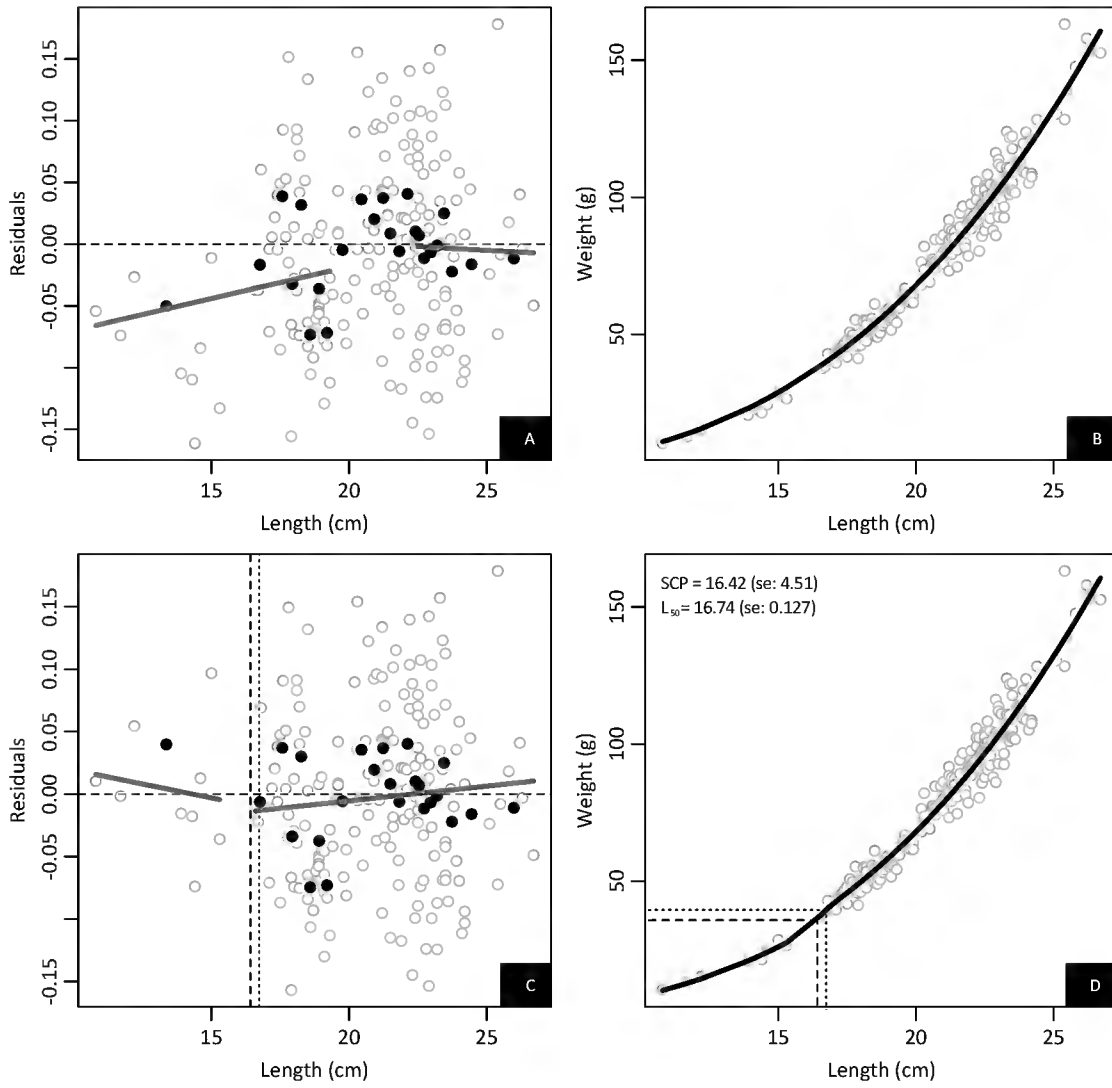 Residuals
0.15
0.10
0.05
0.00
-0.05
-0.15
A
15 20 25
Length (cm)
Weight (g)
150
100
50
B
15 20 25
Length (cm)
Residuals
0.15
0.10
0.05
0.00
-0.05
-0.15
C
15 20 25
Length (cm)
Weight (g)
150
100
50
SCP = 16.42 (se: 4.51)
L₅₀= 16.74 (se: 0.127)
D
15 20 25
Length (cm)